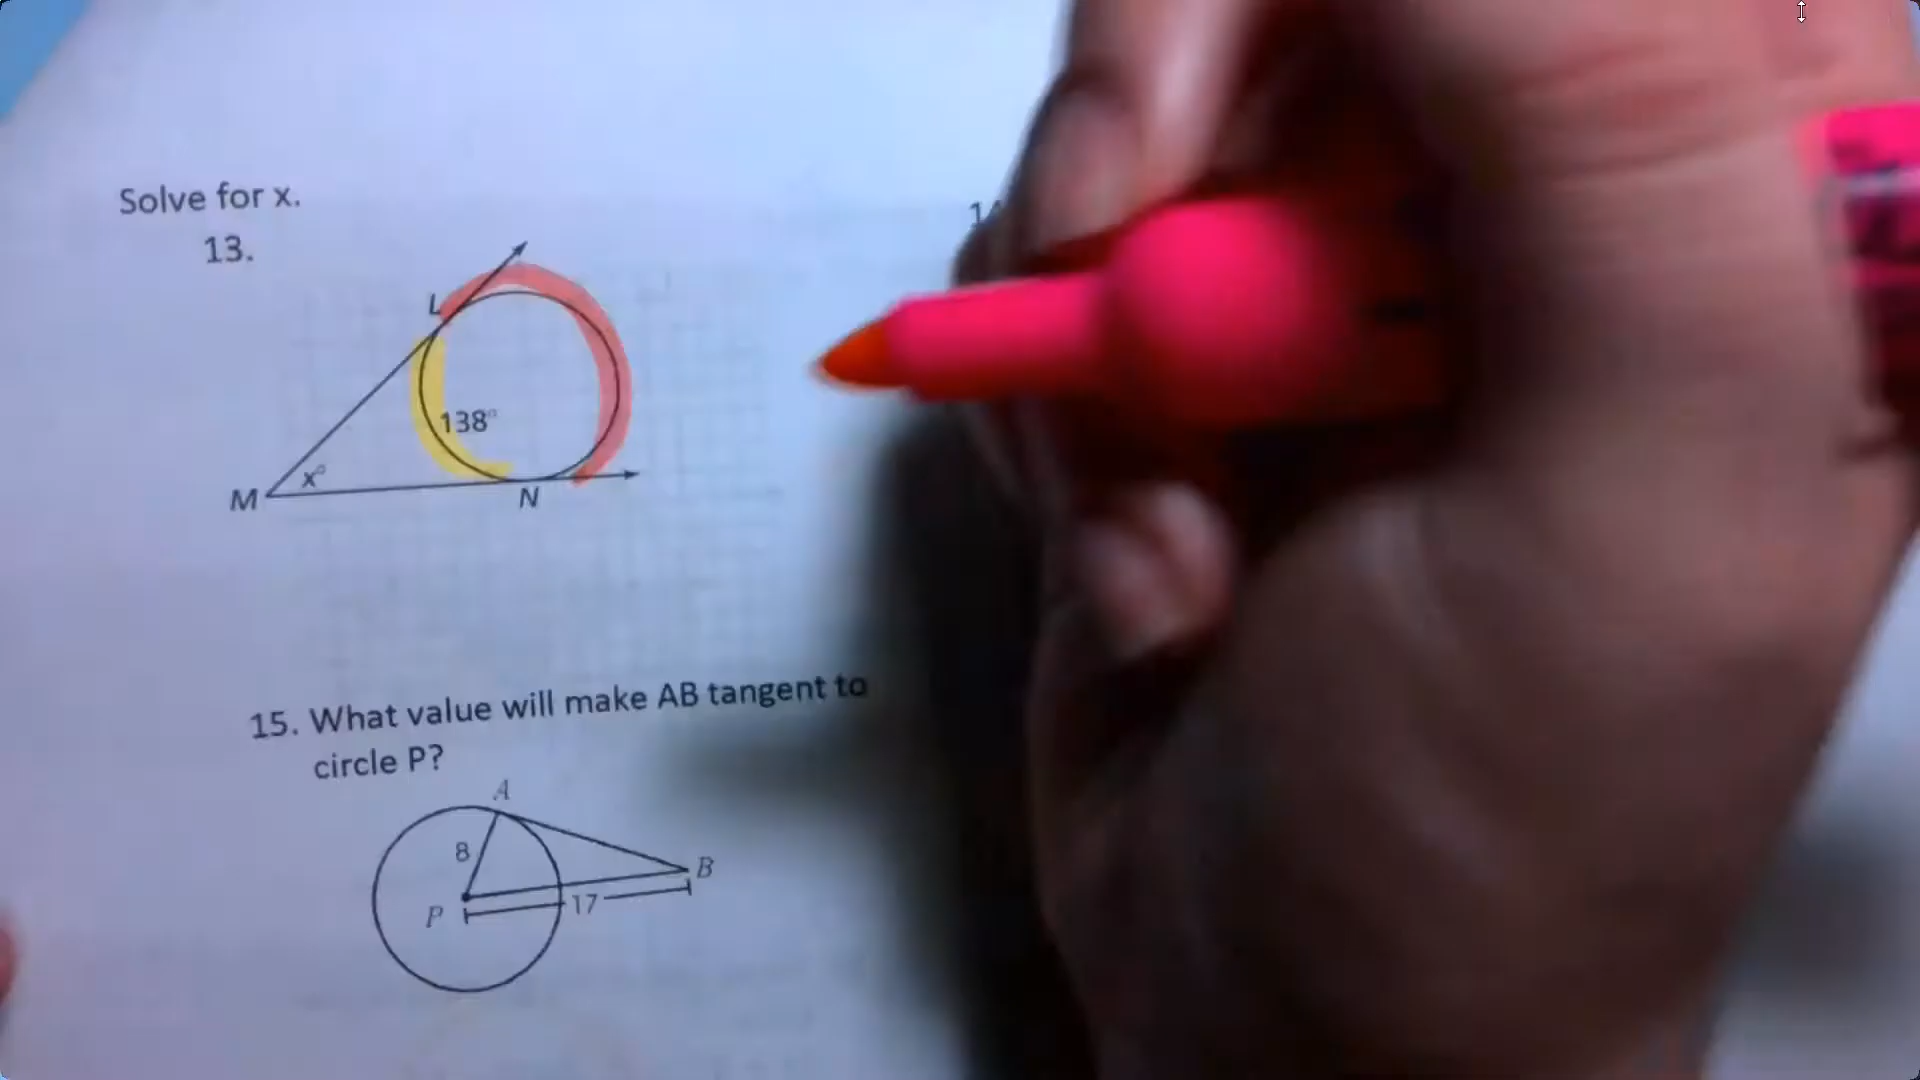 Solve for x.
13.
L
138°
x°
M
N
15. What value will make AB tangent to
circle P?
A
8
B
P
17